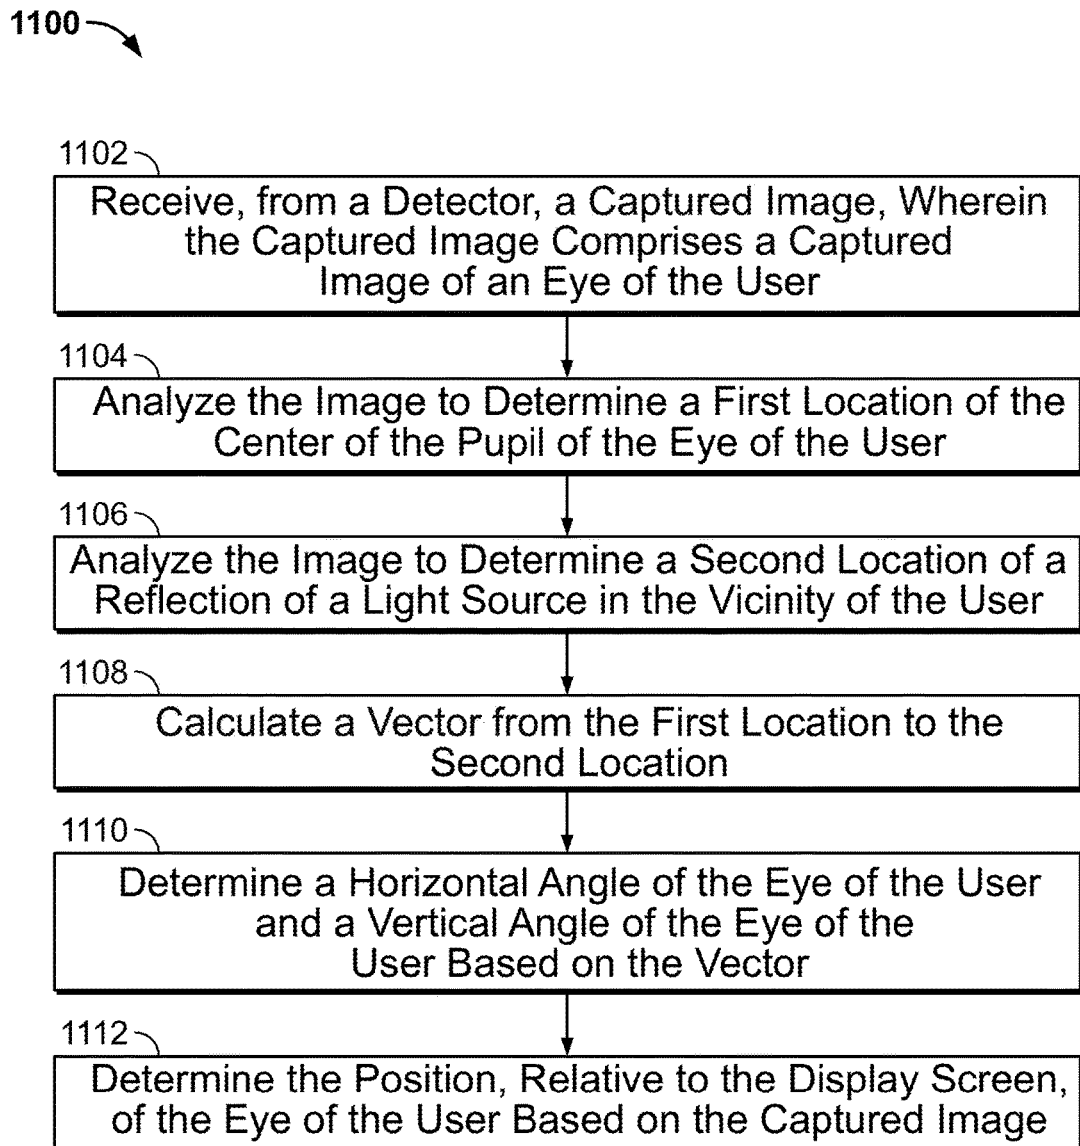 1100
1102
Receive, from a Detector, a Captured Image, Wherein
the Captured Image Comprises a Captured
Image of an Eye of the User
1104
Analyze the Image to Determine a First Location of the
Center of the Pupil of the Eye of the User
1106
Analyze the Image to Determine a Second Location of a
Reflection of a Light Source in the Vicinity of the User
1108
Calculate a Vector from the First Location to the
Second Location
1110
Determine a Horizontal Angle of the Eye of the User
and a Vertical Angle of the Eye of the
User Based on the Vector
1112
Determine the Position, Relative to the Display Screen,
of the Eye of the User Based on the Captured Image